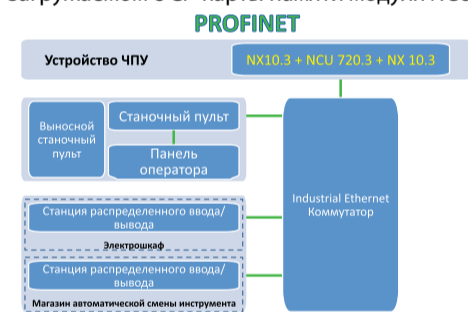 PROFINET
Устройство ЧПУ
NX10.3 + NCU 720.3 + NX 10.3
Выносной
станочный
пульт
Станочный пульт
Панель
оператора
Industrial Ethernet
Коммутатор
Станция распределенного ввода/
вывода
Электрошкаф
Станция распределенного ввода/
вывода
Магазин автоматической смены инструмента